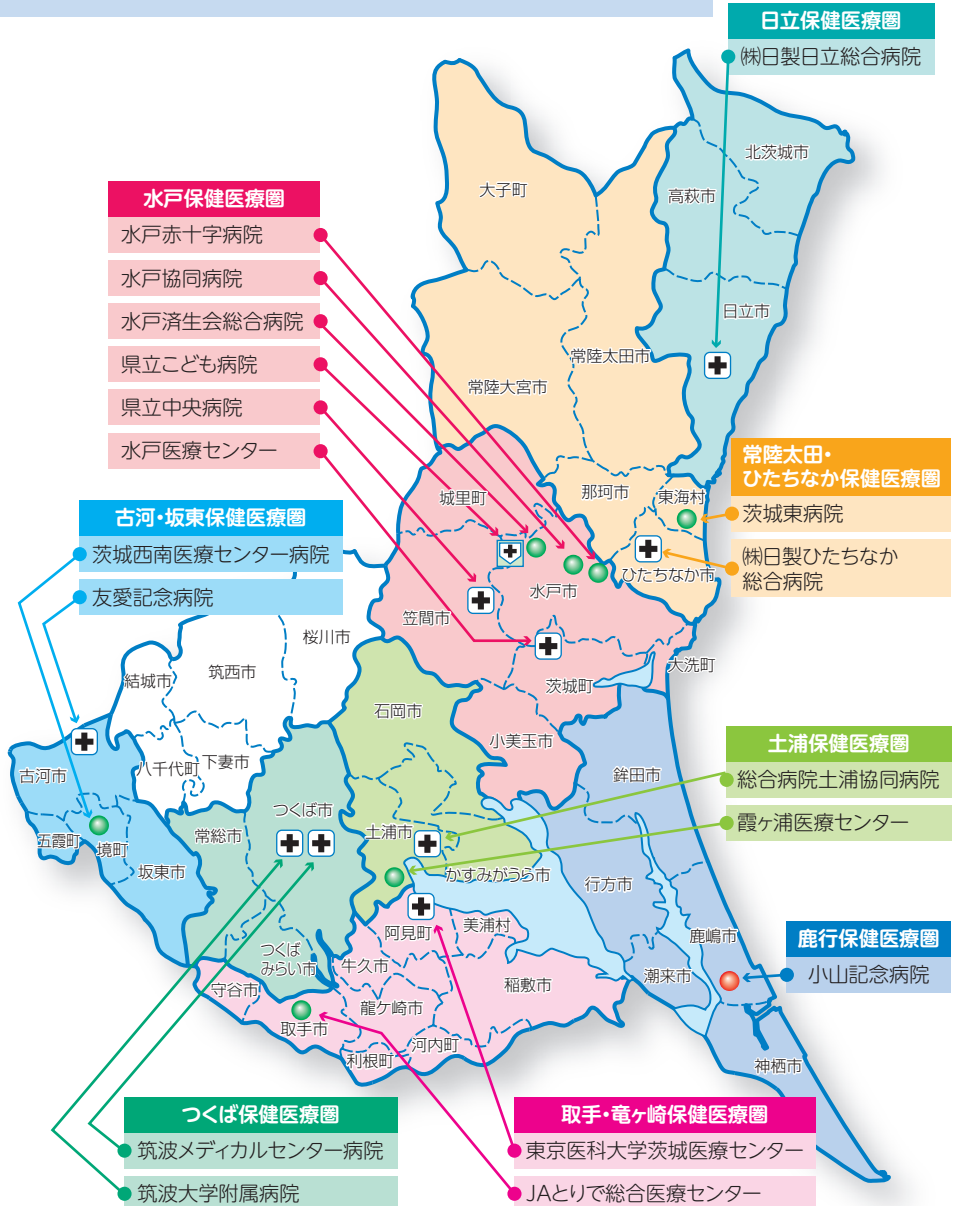 日立保健医療圏
㈱日製日立総合病院
北茨城市
高萩市
大子町
水戸保健医療圏
水戸赤十字病院
水戸協同病院
水戸済生会総合病院
県立こども病院
県立中央病院
水戸医療センター
日立市
常陸太田市
常陸大宮市
常陸太田・
ひたちなか保健医療圏
茨城東病院
㈱日製ひたちなか
総合病院
那珂市
東海村
城里町
ひたちなか市
水戸市
笠間市
古河・坂東保健医療圏
茨城西南医療センター病院
友愛記念病院
桜川市
筑西市
結城市
大洗町
茨城町
石岡市
小美玉市
土浦保健医療圏
総合病院土浦協同病院
霞ヶ浦医療センター
古河市
八千代町
下妻市
鉾田市
つくば市
常総市
土浦市
五霞町
境町
坂東市
かすみがうら市
行方市
阿見町
美浦村
鹿嶋市
鹿行保健医療圏
小山記念病院
つくば
みらい市
牛久市
稲敷市
潮来市
守谷市
龍ケ崎市
取手市
河内町
利根町
神栖市
つくば保健医療圏
筑波メディカルセンター病院
筑波大学附属病院
取手・竜ヶ崎保健医療圏
東京医科大学茨城医療センター
JAとりで総合医療センター